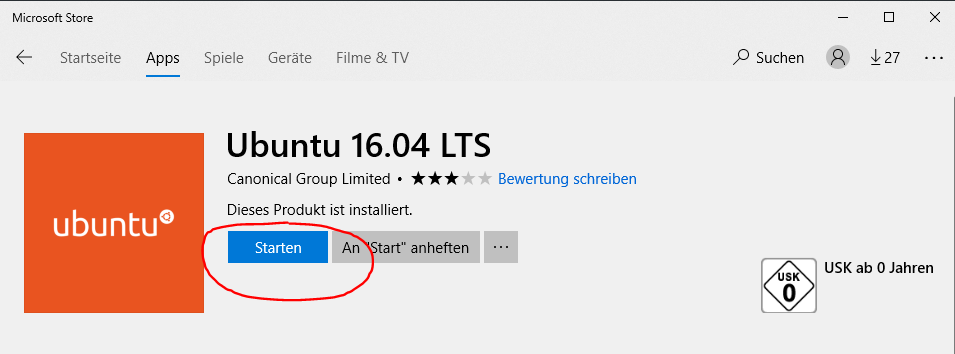 Microsoft Store
Startseite Apps Spiele Geräte Filme & TV Suchen 27
Ubuntu 16.04 LTS
ubuntu
Canonical Group Limited • ★★★★★ Bewertung schreiben
Dieses Produkt ist installiert.
Starten An "Start" anheften ...
USK 0 USK ab 0 Jahren